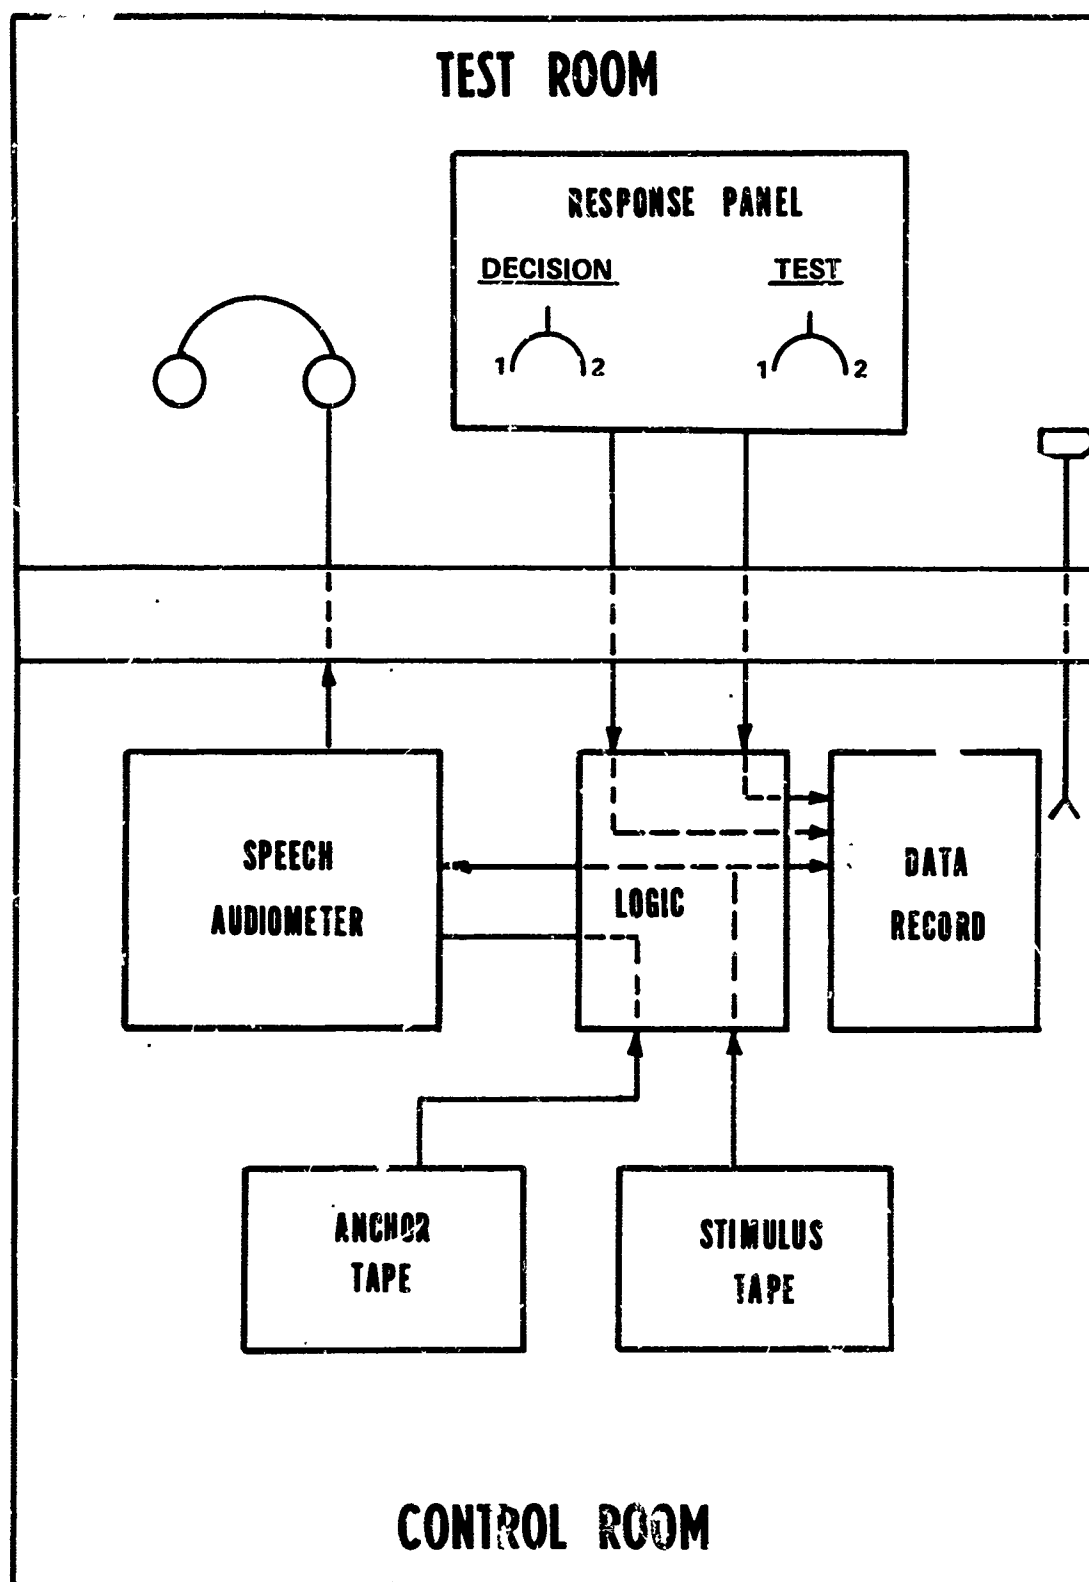 TEST ROOM
RESPONSE PANEL
DECISION TEST
1 2 1 2
SPEECH
AUDIOMETER
LOGIC
DATA
RECORD
ANCHOR
TAPE
STIMULUS
TAPE
CONTROL ROOM